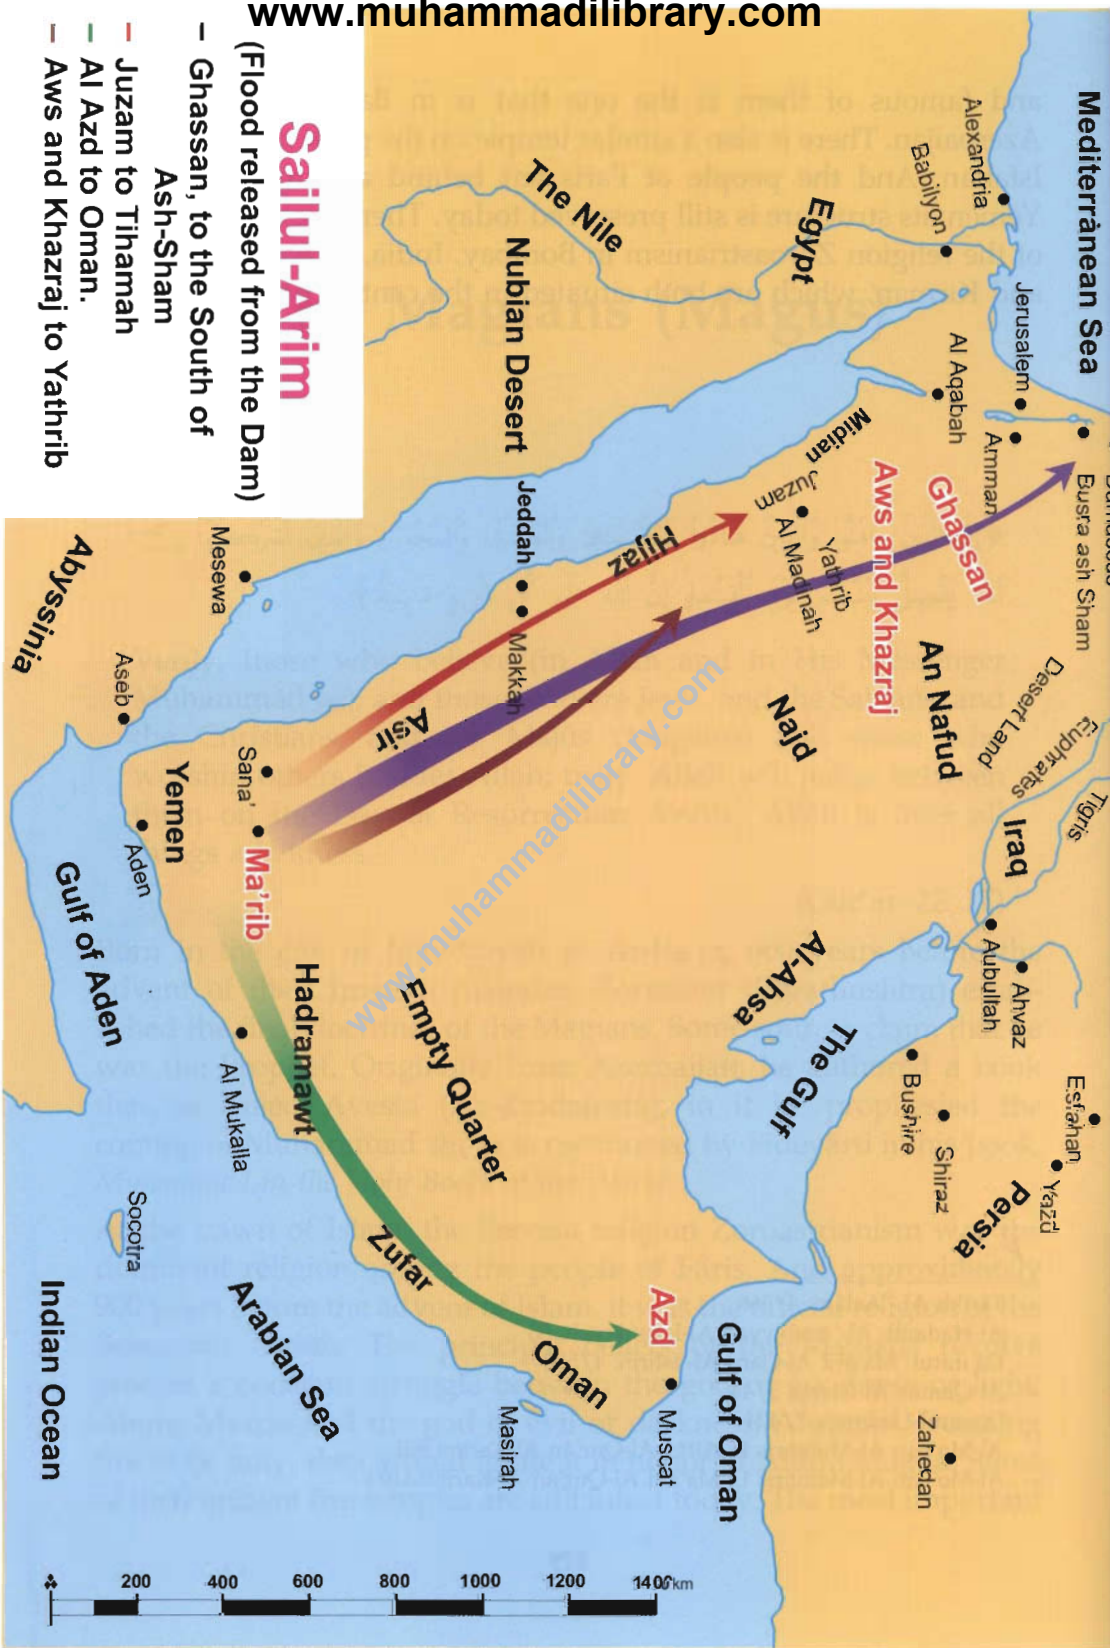 www.muhammadilibrary.com
Sailul-Arim
(Flood released from the Dam)
Ghassan, to the South of
Ash-Sham
Juzam to Tihamah
Al Azd to Oman.
Aws and Khazraj to Yathrib
Mediterranean Sea
Alexandria
Babilyon
Egypt
The Nile
Nubian Desert
Jerusalem
Al Aqabah
Amman
Busra ash Sham
Midian
Juzam
Ghassan
Aws and Khazraj
Yathrib
Al Madinah
Hijaz
Jeddah
Makkah
An Nafud
Desert Land
Euphrates
Tigris
Iraq
Najd
Asir
Mesewa
Abyssinia
Aseb
Sana'
Ma'rib
Yemen
Aden
Gulf of Aden
Hadramawt
Al Mukalla
Empty Quarter
Al-Ahsa
The Gulf
Aubullah
Ahvaz
Bushire
Shiraz
Esfahan
Yazd
Persia
Zahedan
Socotra
Zufar
Arabian Sea
Indian Ocean
Azd
Oman
Masirah
Muscat
Gulf of Oman
200 400 600 800 1000 1200 1400 km
www.muhammadilibrary.com